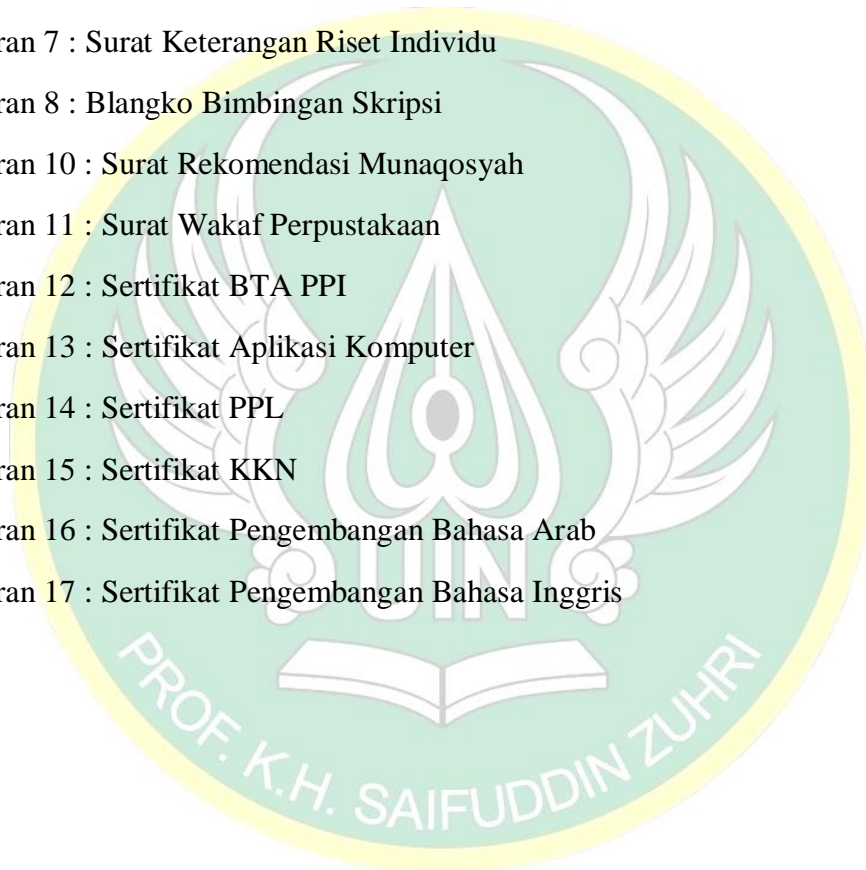 ran 7 : Surat Keterangan Riset Individu
ran 8 : Blangko Bimbingan Skripsi
ran 10 : Surat Rekomendasi Munaqosyah
ran 11 : Surat Wakaf Perpustakaan
ran 12 : Sertifikat BTA PPI
ran 13 : Sertifikat Aplikasi Komputer
ran 14 : Sertifikat PPL
ran 15 : Sertifikat KKN
ran 16 : Sertifikat Pengembangan Bahasa Arab
ran 17 : Sertifikat Pengembangan Bahasa Inggris
UIN
PROF. K.H. SAIFUDDIN ZUHRI